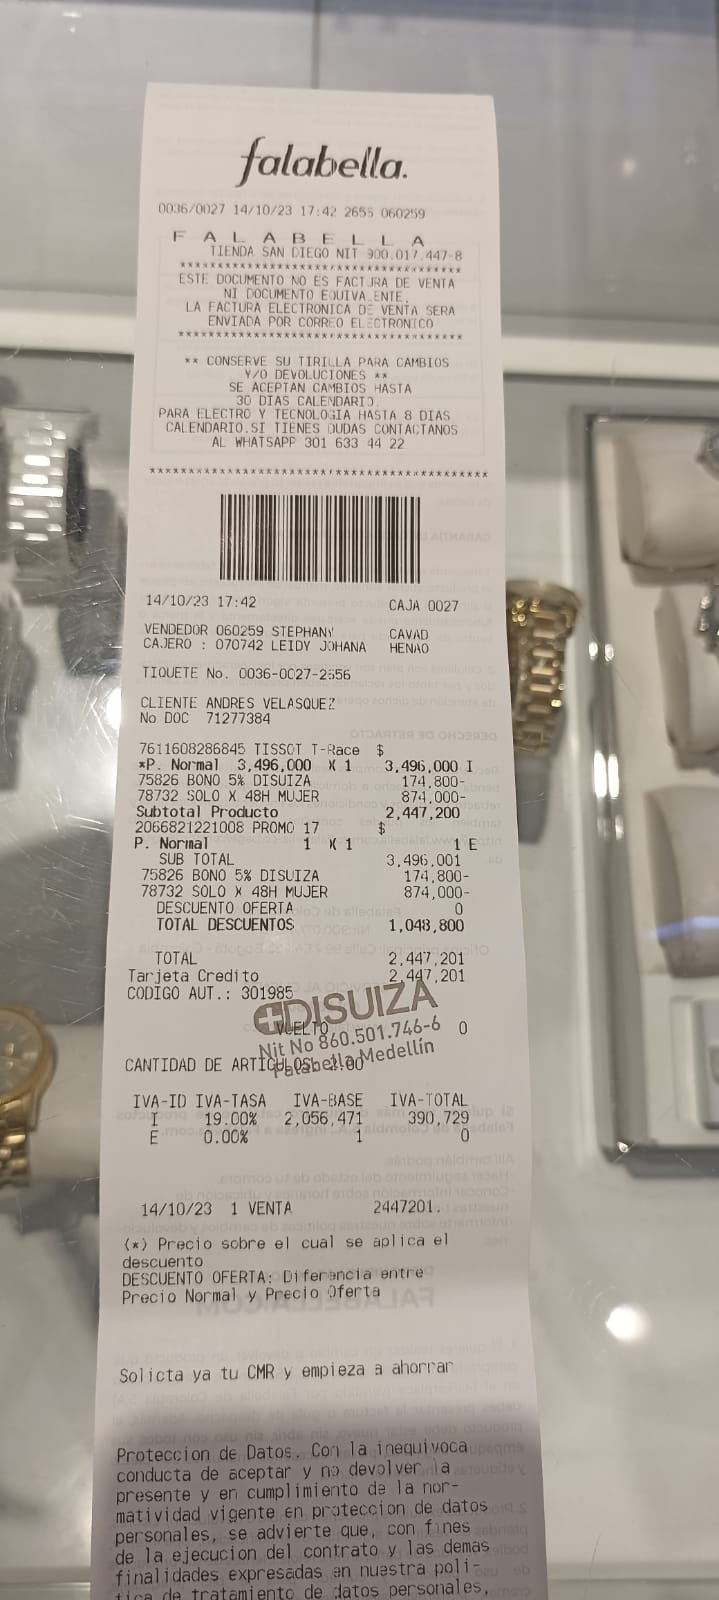 falabella.
0036/0027 14/10/23 17:42 2655 060259
F A L A B E L L A
TIENDA SAN DIEGO NIT 900.017.447-8
************************************
ESTE DOCUMENTO NO ES FACTURA DE VENTA
NI DOCUMENTO EQUIVALENTE.
LA FACTURA ELECTRONICA DE VENTA SERA
ENVIADA POR CORREO ELECTRONICO
************************************
** CONSERVE SU TIRILLA PARA CAMBIOS
Y/O DEVOLUCIONES **
SE ACEPTAN CAMBIOS HASTA
30 DIAS CALENDARIO.
PARA ELECTRO Y TECNOLOGIA HASTA 8 DIAS
CALENDARIO.SI TIENES DUDAS CONTACTANOS
AL WHATSAPP 301 633 44 22
******************************************
14/10/23 17:42 CAJA 0027
VENDEDOR 060259 STEPHANY CAVAD
CAJERO : 070742 LEIDY JOHANA HENAO
TIQUETE No. 0036-0027-2656
CLIENTE ANDRES VELASQUEZ
No DOC 71277384
7611608286845 TISSOT T-Race $
*P. Normal 3,496,000 X 1 3,496,000 I
75826 BONO 5% DISUIZA 174,800-
78732 SOLO X 48H MUJER 874,000-
Subtotal Producto 2,447,200
2066821221008 PROMO 17 $
P. Normal 1 X 1 1 E
SUB TOTAL 3,496,001
75826 BONO 5% DISUIZA 174,800-
78732 SOLO X 48H MUJER 874,000-
DESCUENTO OFERTA 0
TOTAL DESCUENTOS 1,048,800
TOTAL 2,447,201
Tarjeta Credito 2,447,201
CODIGO AUT.: 301985
DISUIZA
VUELTO 0
Nit No 860.501.746-6
Falabella Medellín
CANTIDAD DE ARTICULOS: 2.00
IVA-ID IVA-TASA IVA-BASE IVA-TOTAL
I 19.00% 2,056,471 390,729
E 0.00% 1 0
14/10/23 1 VENTA 2447201.
(*) Precio sobre el cual se aplica el
descuento
DESCUENTO OFERTA: Diferencia entre
Precio Normal y Precio Oferta
Solicta ya tu CMR y empieza a ahorrar
Proteccion de Datos. Con la inequivoca
conducta de aceptar y no devolver la
presente y en cumplimiento de la nor-
matividad vigente en proteccion de datos
personales, se advierte que, con fines
de la ejecucion del contrato y las demas
finalidades expresadas en nuestra poli-
tica de tratamiento de datos personales,